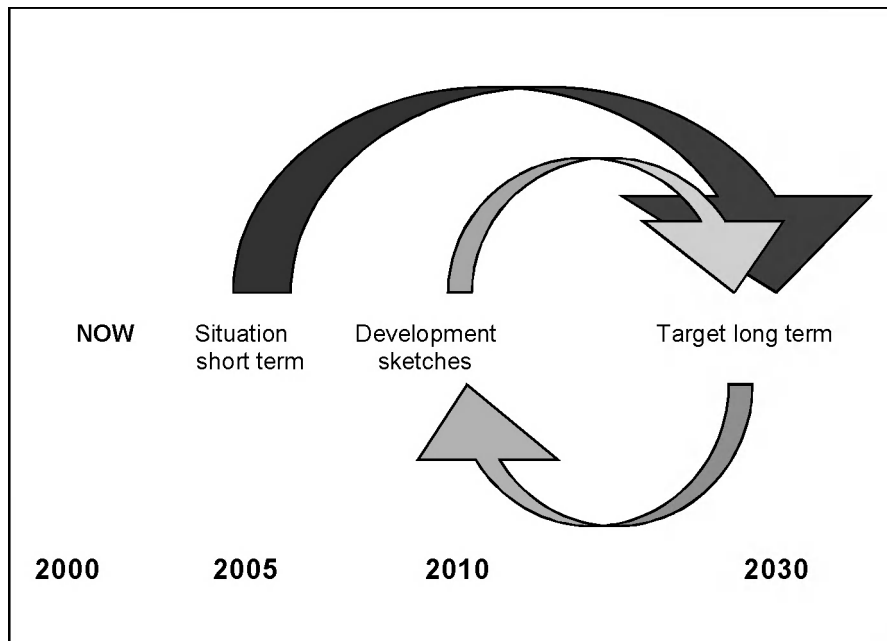 NOW
Situation
short term
Development
sketches
Target long term
2000 2005 2010 2030